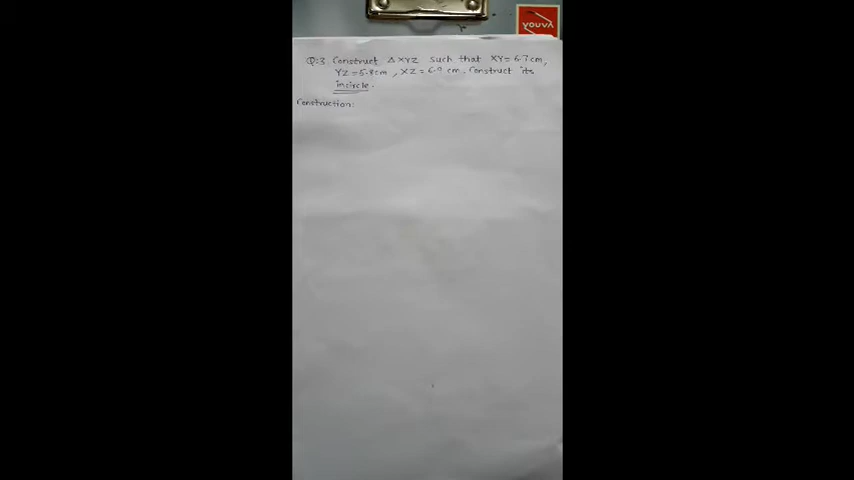 YOUVA
Q:3 Construct △ XYZ such that XY= 6.7 cm,
YZ = 5.8 cm , XZ = 6.9 cm. Construct its
incircle.
Construction: